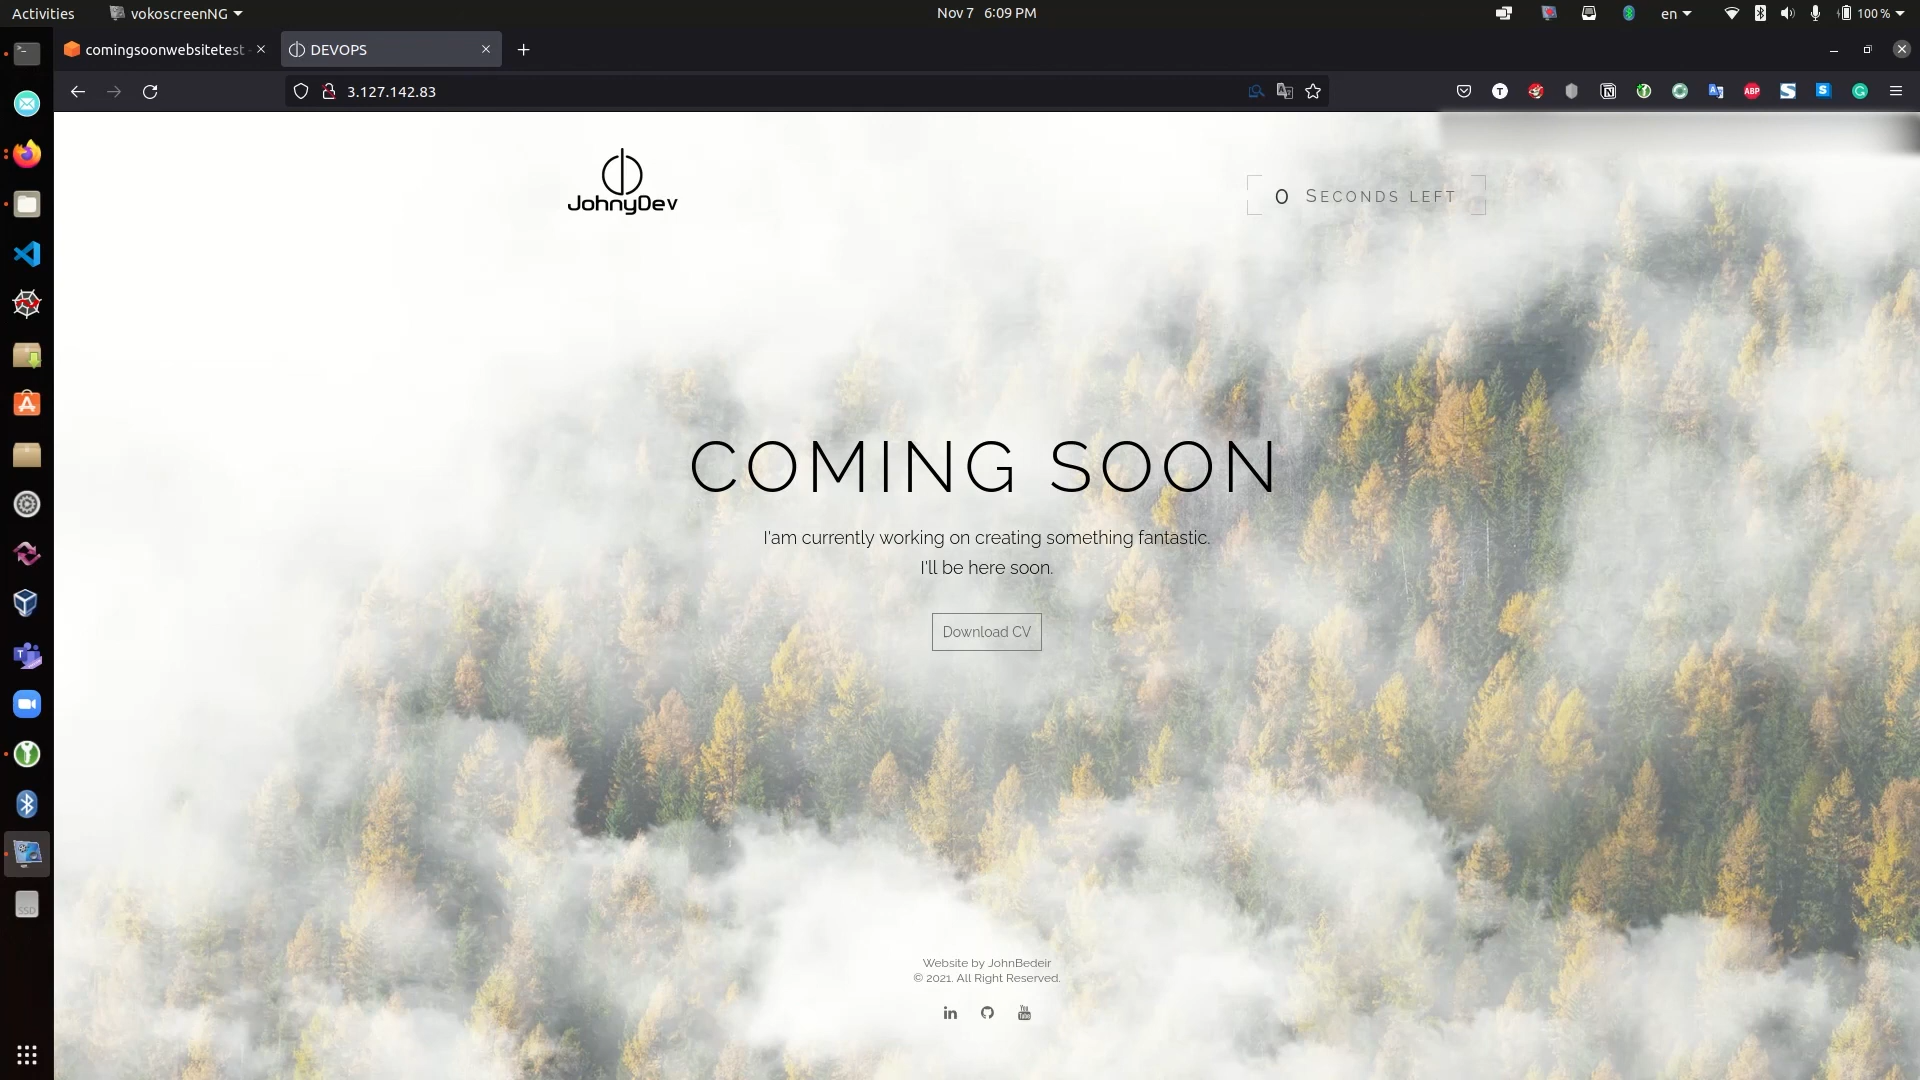 Activities
vokoscreenNG
Nov 7 6:09 PM
en
100 %
comingsoonwebsitetest
DEVOPS
3.127.142.83
JohnyDev
0 SECONDS LEFT
COMING SOON
I'am currently working on creating something fantastic.
I'll be here soon.
Download CV
Website by JohnBedeir
© 2021. All Right Reserved.